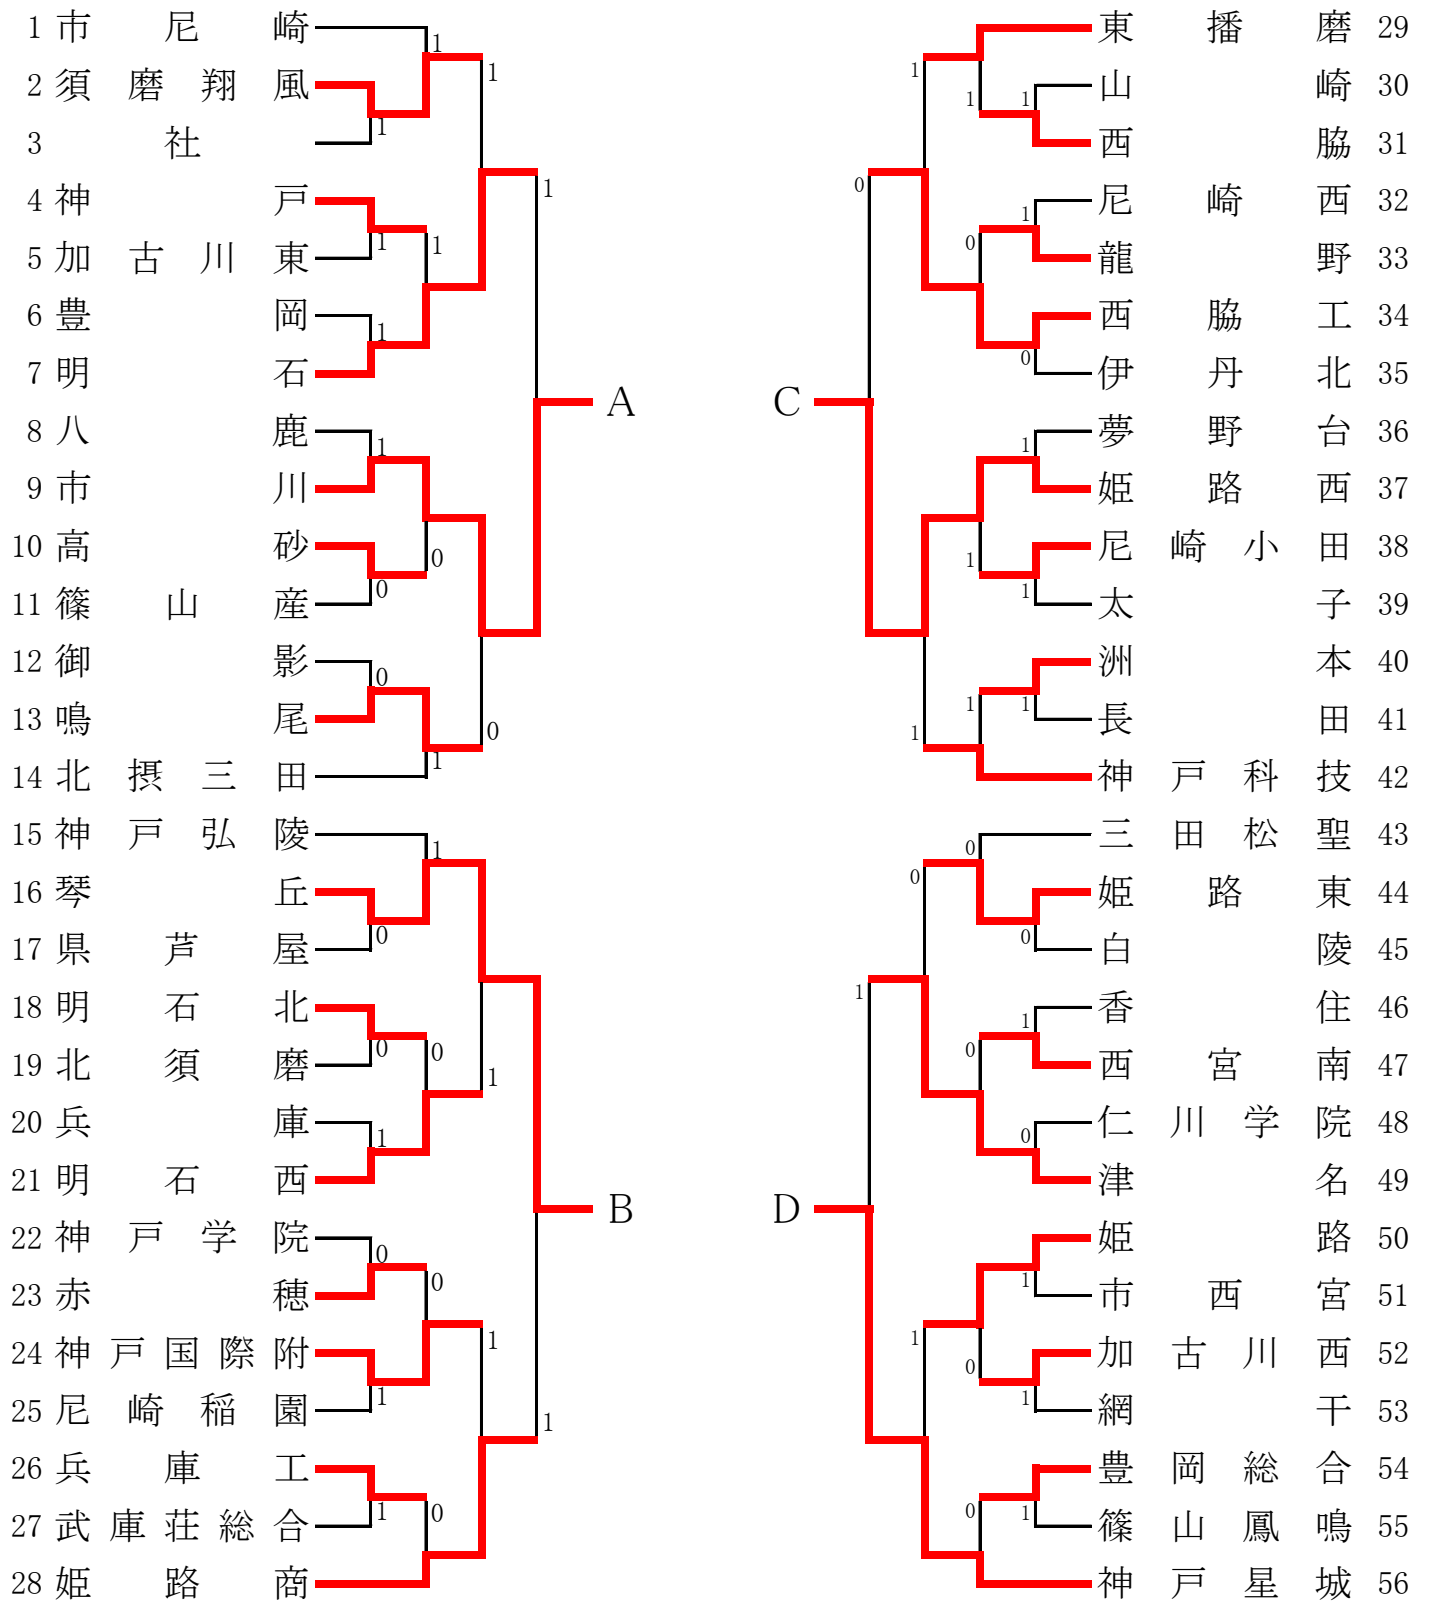 1 市尼崎
2 須磨翔風
3 社
4 神戸
5 加古川東
6 豊岡
7 明石
8 八鹿
9 市川
10 高砂
11 篠山産
12 御影
13 鳴尾
14 北摂三田
15 神戸弘陵
16 琴丘
17 県芦屋
18 明石北
19 北須磨
20 兵庫
21 明石西
22 神戸学院
23 赤穂
24 神戸国際附
25 尼崎稲園
26 兵庫工
27 武庫荘総合
28 姫路商
1
1
1
1
1
1
1
1
0
0
0
0
1
1
0
0
0
1
1
0
0
1
1
1
1
0
A
B
C
D
1
1
1
0
1
0
0
1
1
1
1
1
1
0
0
0
1
1
0
0
1
1
0
1
0
1
東播磨 29
山崎 30
西脇 31
尼崎西 32
龍野 33
西脇工 34
伊丹北 35
夢野台 36
姫路西 37
尼崎小田 38
太子 39
洲本 40
長田 41
神戸科技 42
三田松聖 43
姫路東 44
白陵 45
香住 46
西宮南 47
仁川学院 48
津名 49
姫路 50
市西宮 51
加古川西 52
網干 53
豊岡総合 54
篠山鳳鳴 55
神戸星城 56